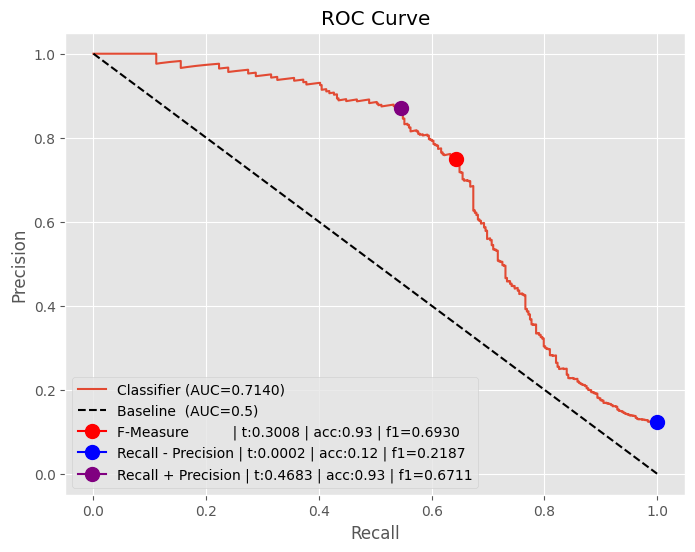 ROC Curve
1.0
0.8
0.6
0.4
0.2
0.0
Precision
Classifier (AUC=0.7140)
Baseline (AUC=0.5)
F-Measure | t:0.3008 | acc:0.93 | f1=0.6930
Recall - Precision | t:0.0002 | acc:0.12 | f1=0.2187
Recall + Precision | t:0.4683 | acc:0.93 | f1=0.6711
0.0 0.2 0.4 0.6 0.8 1.0
Recall